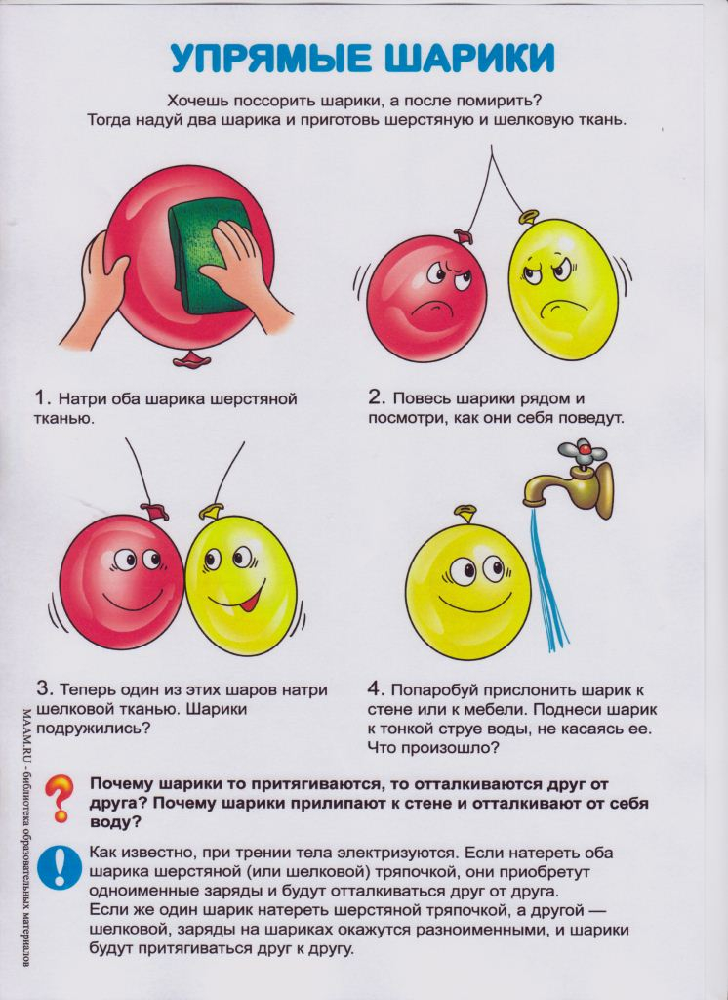 УПРЯМЫЕ ШАРИКИ
Хочешь поссорить шарики, а после помирить?
Тогда надуй два шарика и приготовь шерстяную и шелковую ткань.
1. Натри оба шарика шерстяной
тканью.
2. Повесь шарики рядом и
посмотри, как они себя поведут.
3. Теперь один из этих шаров натри
шелковой тканью. Шарики
подружились?
4. Попаробуй прислонить шарик к
стене или к мебели. Поднеси шарик
к тонкой струе воды, не касаясь ее.
Что произошло?
?
Почему шарики то притягиваются, то отталкиваются друг от
друга? Почему шарики прилипают к стене и отталкивают от себя
воду?
!
Как известно, при трении тела электризуются. Если натереть оба
шарика шерстяной (или шелковой) тряпочкой, они приобретут
одноименные заряды и будут отталкиваться друг от друга.
Если же один шарик натереть шерстяной тряпочкой, а другой —
шелковой, заряды на шариках окажутся разноименными, и шарики
будут притягиваться друг к другу.
MAAM.RU - библиотека образовательных материалов